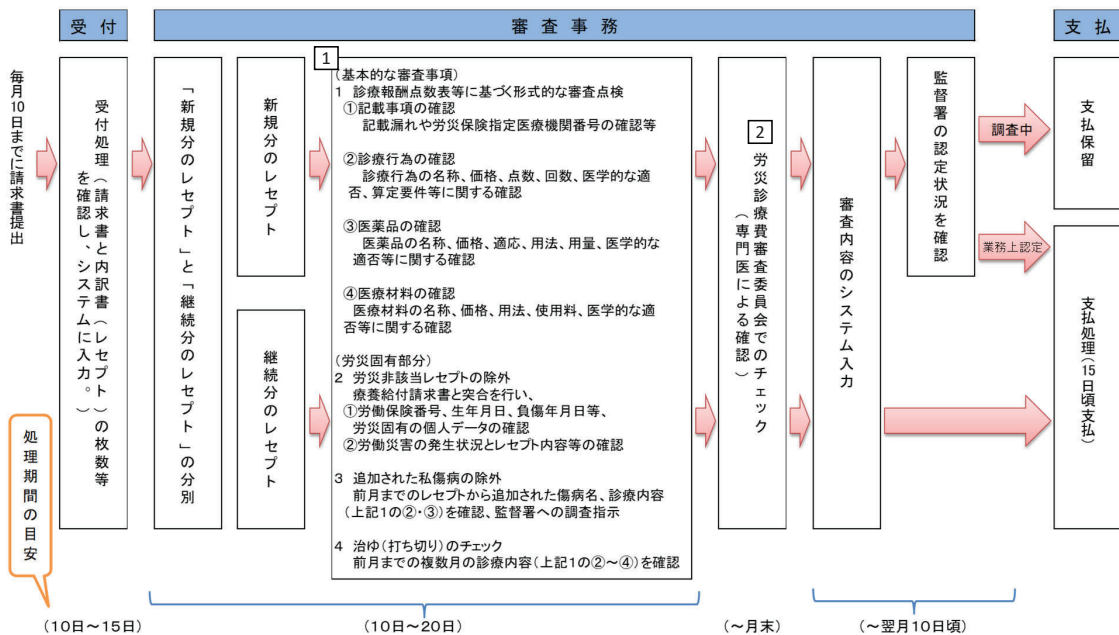 受付
審査事務
支払
毎月10日までに請求書提出
受付処理(請求書と内訳書(レセプト)の枚数等
を確認し、システムに入力。)
「新規分のレセプト」と「継続分のレセプト」の分別
新規分のレセプト
継続分のレセプト
1
(基本的な審査事項)
1 診療報酬点数表等に基づく形式的な審査点検
①記載事項の確認
記載漏れや労災保険指定医療機関番号の確認等
②診療行為の確認
診療行為の名称、価格、点数、回数、医学的な適
否、算定要件等に関する確認
③医薬品の確認
医薬品の名称、価格、適応、用法、用量、医学的な
適否等に関する確認
④医療材料の確認
医療材料の名称、価格、用法、使用料、医学的な適
否等に関する確認
(労災固有部分)
2 労災非該当レセプトの除外
療養給付請求書と突合を行い、
①労働保険番号、生年月日、負傷年月日等、
労災固有の個人データの確認
②労働災害の発生状況とレセプト内容等の確認
3 追加された私傷病の除外
前月までのレセプトから追加された傷病名、診療内容
(上記1の②・③)を確認、監督署への調査指示
4 治ゆ(打ち切り)のチェック
前月までの複数月の診療内容(上記1の②~④)を確認
2
労災診療費審査委員会でのチェック
(専門医による確認)
審査内容のシステム入力
監督署の認定状況を確認
調査中
業務上認定
支払保留
支払処理(15日頃支払)
処理期間の目安
(10日~15日)
(10日~20日)
(~月末)
(~翌月10日頃)